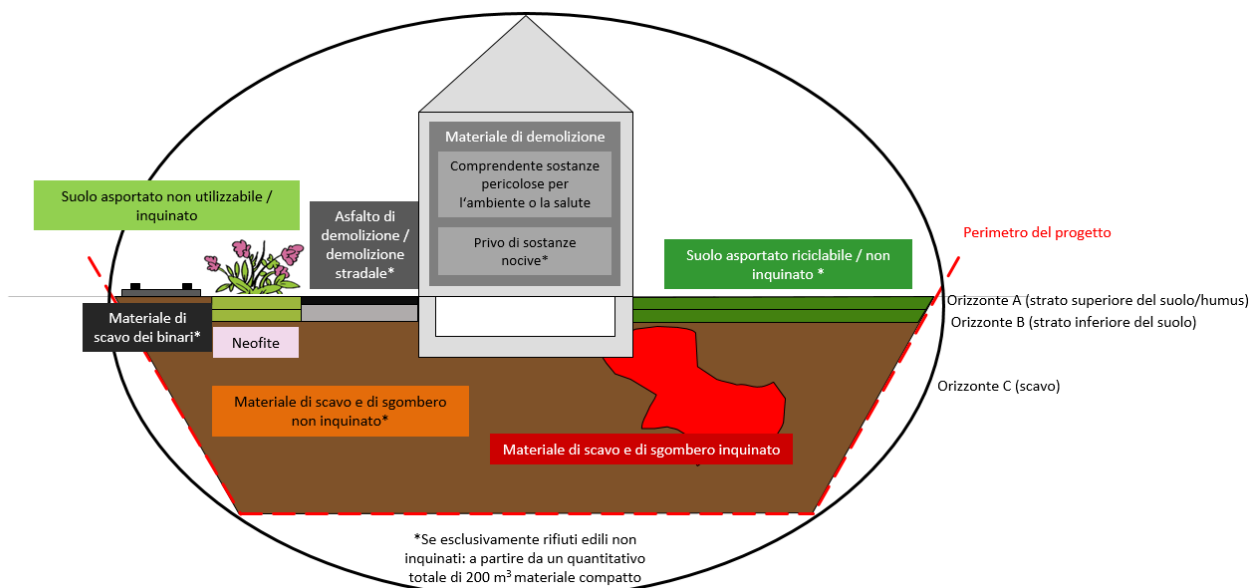 Materiale di demolizione
Comprendente sostanze
pericolose per
l'ambiente o la salute
Privo di sostanze
nocive*
Suolo asportato non utilizzabile /
inquinato
Asfalto di
demolizione /
demolizione
stradale*
Suolo asportato riciclabile / non
inquinato *
Perimetro del progetto
Orizzonte A (strato superiore del suolo/humus)
Orizzonte B (strato inferiore del suolo)
Materiale di
scavo dei binari*
Neofite
Orizzonte C (scavo)
Materiale di scavo e di sgombero
non inquinato*
Materiale di scavo e di sgombero inquinato
*Se esclusivamente rifiuti edili non
inquinati: a partire da un quantitativo
totale di 200 m³ materiale compatto